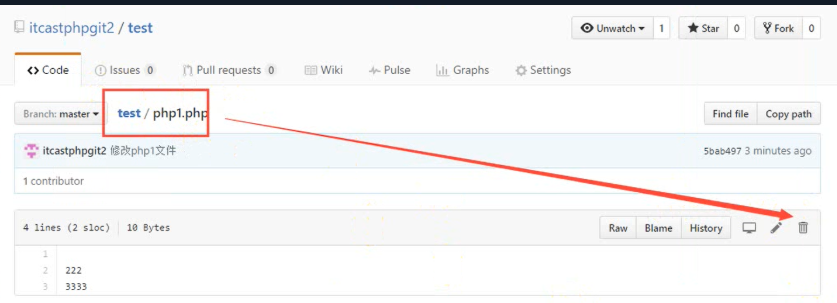 itcastphpgit2 / test
Unwatch 1 Star 0 Fork 0
Code Issues 0 Pull requests 0 Wiki Pulse Graphs Settings
Branch: master test / php1.php Find file Copy path
itcastphpgit2 修改php1文件 5bab497 3 minutes ago
1 contributor
4 lines (2 sloc) 10 Bytes Raw Blame History
1
2 222
3 3333